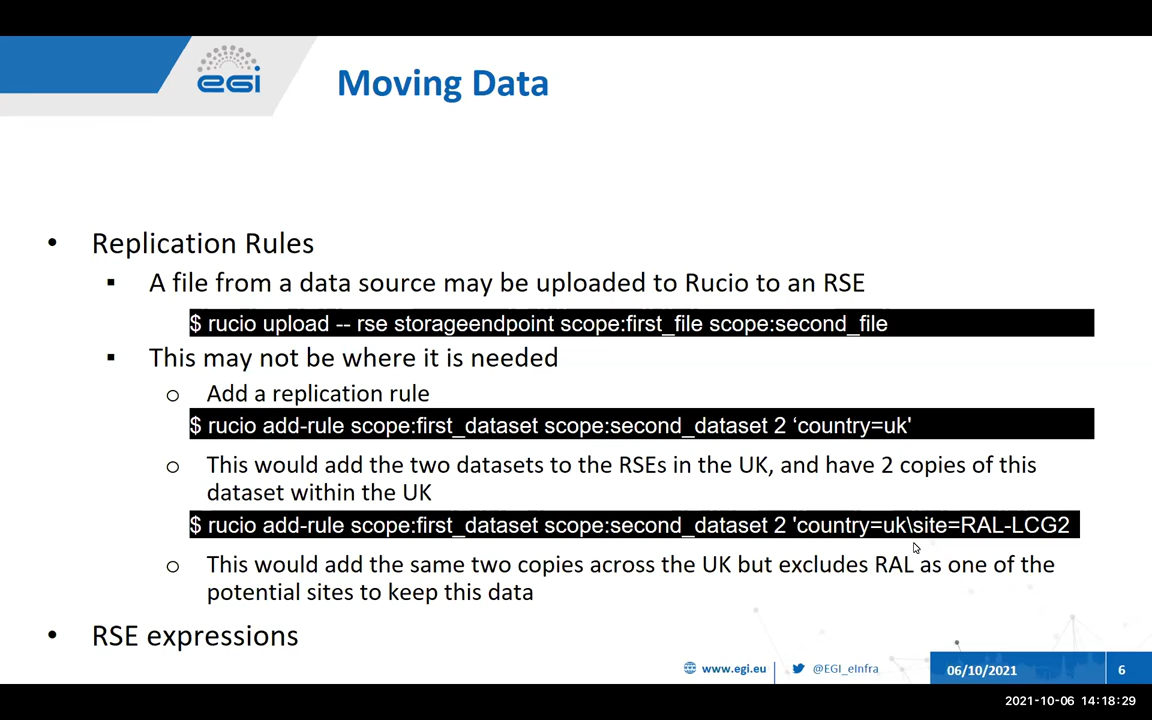 egi
Moving Data
• Replication Rules
▪ A file from a data source may be uploaded to Rucio to an RSE
$ rucio upload -- rse storageendpoint scope:first_file scope:second_file
▪ This may not be where it is needed
o Add a replication rule
$ rucio add-rule scope:first_dataset scope:second_dataset 2 ‘country=uk'
o This would add the two datasets to the RSEs in the UK, and have 2 copies of this
dataset within the UK
$ rucio add-rule scope:first_dataset scope:second_dataset 2 'country=uk\site=RAL-LCG2
o This would add the same two copies across the UK but excludes RAL as one of the
potential sites to keep this data
• RSE expressions
www.egi.eu
@EGI_eInfra
06/10/2021
6
2021-10-06 14:18:29